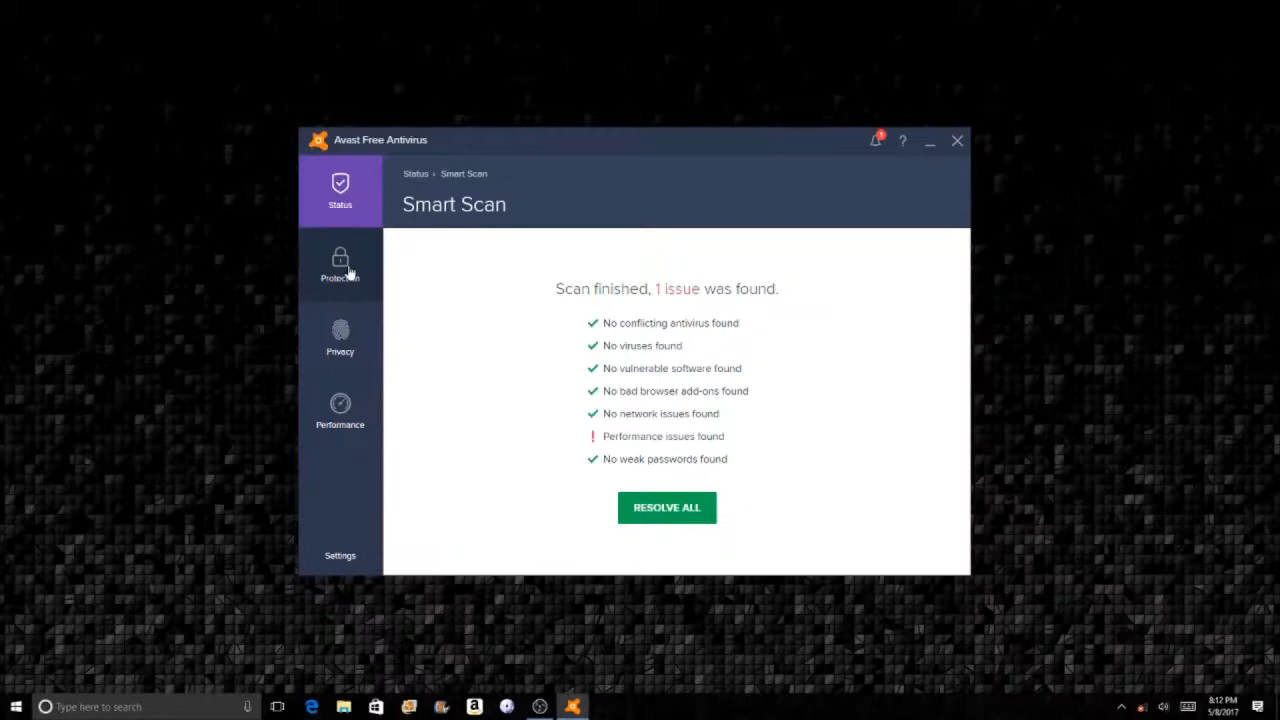 Avast Free Antivirus
1
?
Status
Protection
Privacy
Performance
Settings
Status › Smart Scan
Smart Scan
Scan finished, 1 issue was found.
No conflicting antivirus found
No viruses found
No vulnerable software found
No bad browser add-ons found
No network issues found
! Performance issues found
No weak passwords found
RESOLVE ALL
Type here to search
8:12 PM
5/8/2017